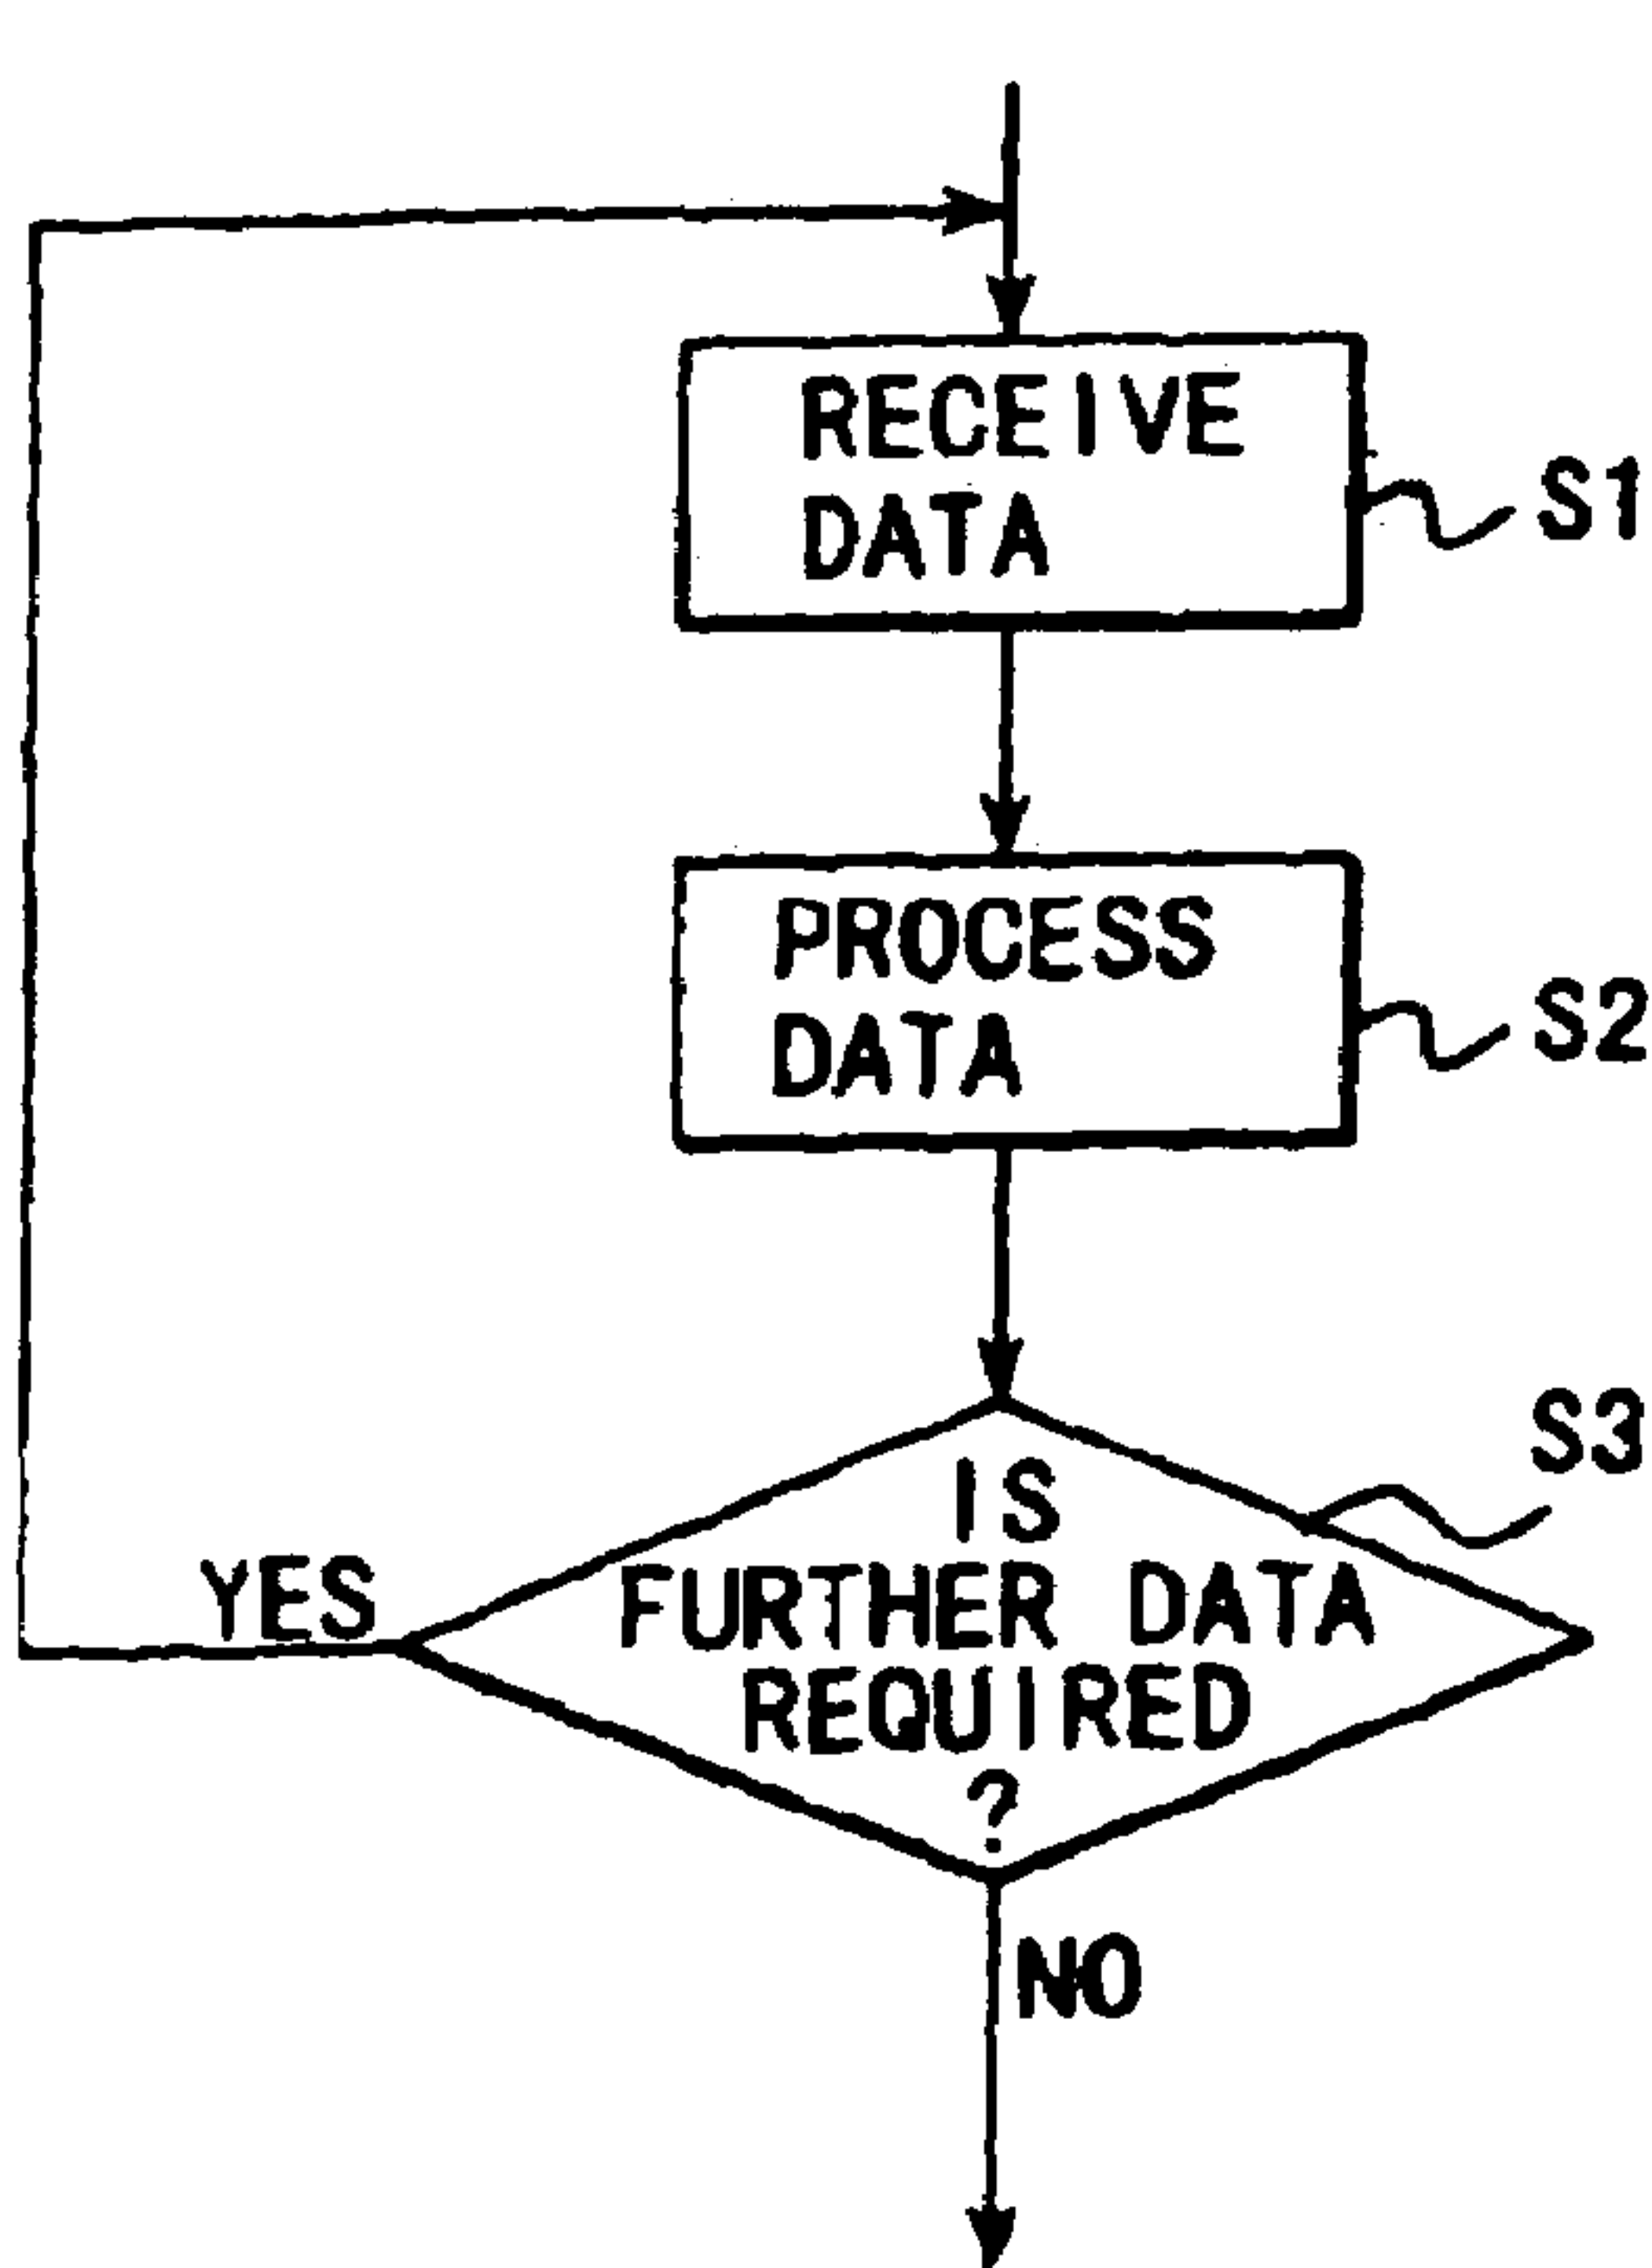 RECEIVE
DATA
S1
PROCESS
DATA
S2
S3
IS
FURTHER DATA
REQUIRED
?
YES
NO